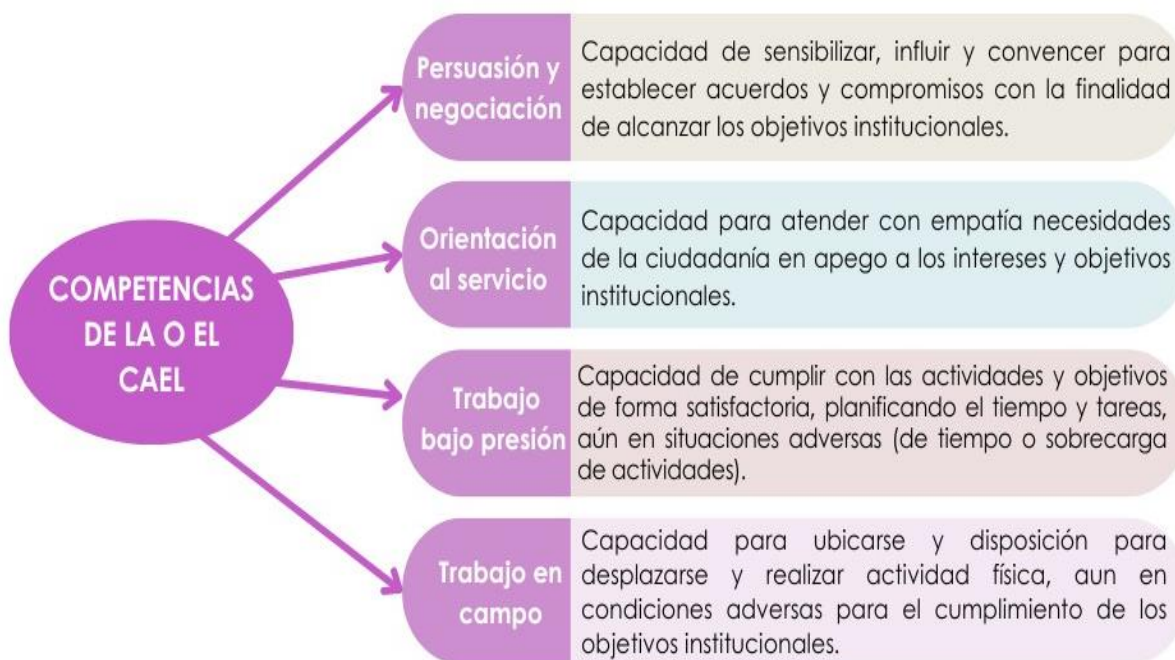 COMPETENCIAS
DE LA O EL
CAEL
Persuasión y
negociación
Capacidad de sensibilizar, influir y convencer para
establecer acuerdos y compromisos con la finalidad
de alcanzar los objetivos institucionales.
Orientación
al servicio
Capacidad para atender con empatía necesidades
de la ciudadanía en apego a los intereses y objetivos
institucionales.
Trabajo
bajo presión
Capacidad de cumplir con las actividades y objetivos
de forma satisfactoria, planificando el tiempo y tareas,
aún en situaciones adversas (de tiempo o sobrecarga
de actividades).
Trabajo en
campo
Capacidad para ubicarse y disposición para
desplazarse y realizar actividad física, aun en
condiciones adversas para el cumplimiento de los
objetivos institucionales.